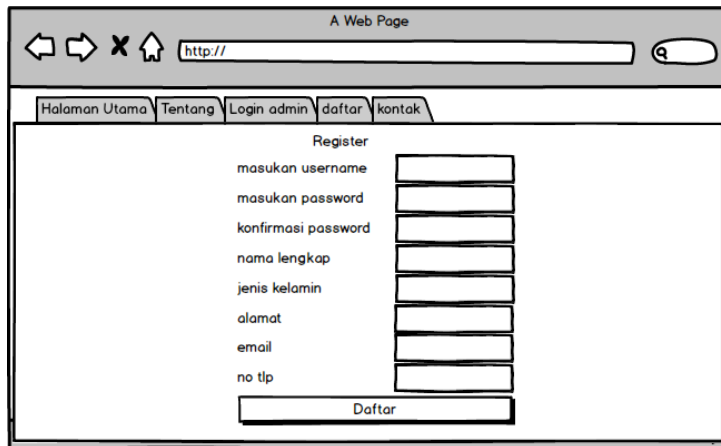 A Web Page
http://
Halaman Utama Tentang Login admin daftar kontak
Register
masukan username
masukan password
konfirmasi password
nama lengkap
jenis kelamin
alamat
email
no tlp
Daftar